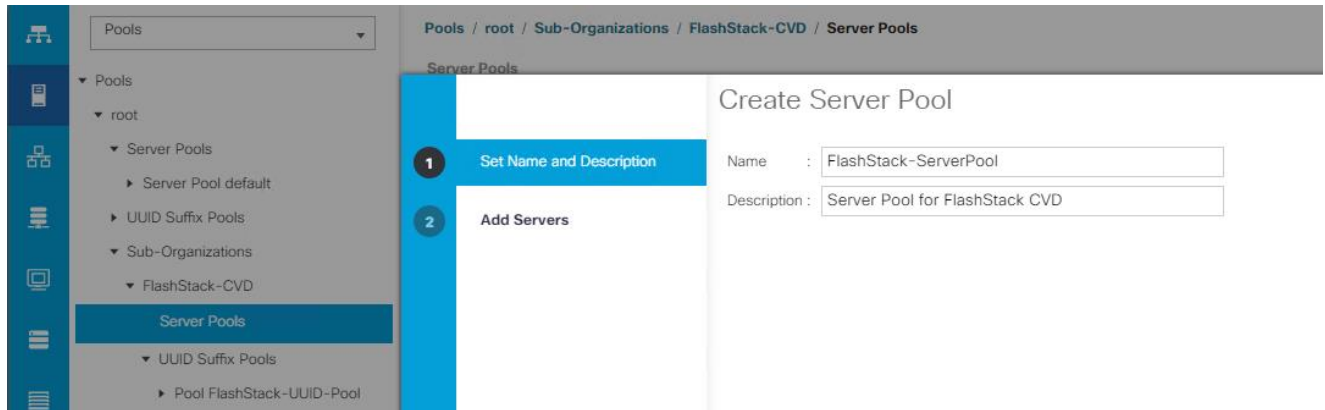 Pools
Pools
root
Server Pools
Server Pool default
UUID Suffix Pools
Sub-Organizations
FlashStack-CVD
Server Pools
UUID Suffix Pools
Pool FlashStack-UUID-Pool
Pools / root / Sub-Organizations / FlashStack-CVD / Server Pools
Server Pools
1 Set Name and Description
2 Add Servers
Create Server Pool
Name : FlashStack-ServerPool
Description : Server Pool for FlashStack CVD